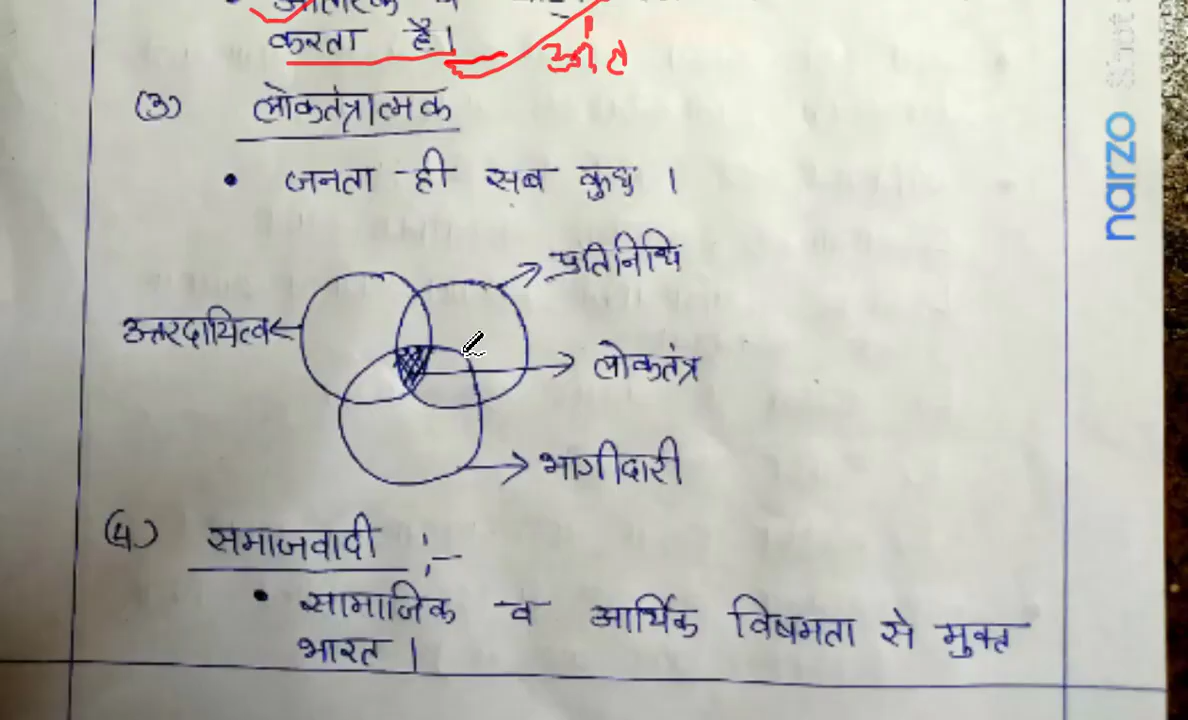 करता है।
अंत
(3) लोकतंत्रात्मक
• जनता ही सब कुछ ।
प्रतिनिधि
उत्तरदायित्व
लोकतंत्र
भागीदारी
(4.) समाजवादी :-
• सामाजिक व आर्थिक विषमता से मुक्त
भारत ।
narzo